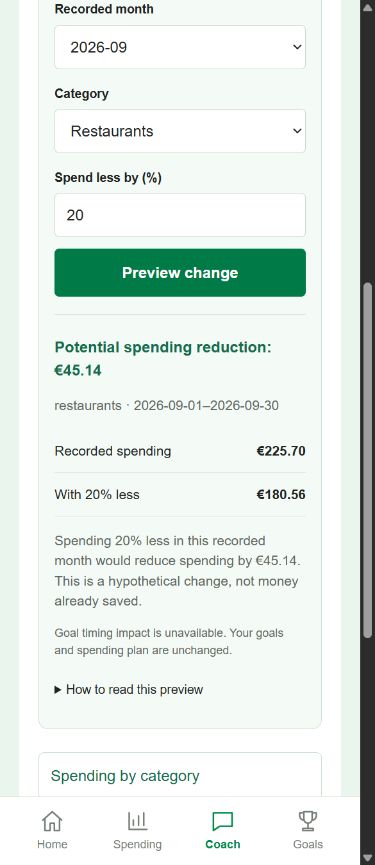 Recorded month
2026-09
Category
Restaurants
Spend less by (%)
20
Preview change
Potential spending reduction:
€45.14
restaurants · 2026-09-01–2026-09-30
Recorded spending €225.70
With 20% less €180.56
Spending 20% less in this recorded
month would reduce spending by €45.14.
This is a hypothetical change, not money
already saved.
Goal timing impact is unavailable. Your goals
and spending plan are unchanged.
How to read this preview
Spending by category
Home Spending Coach Goals